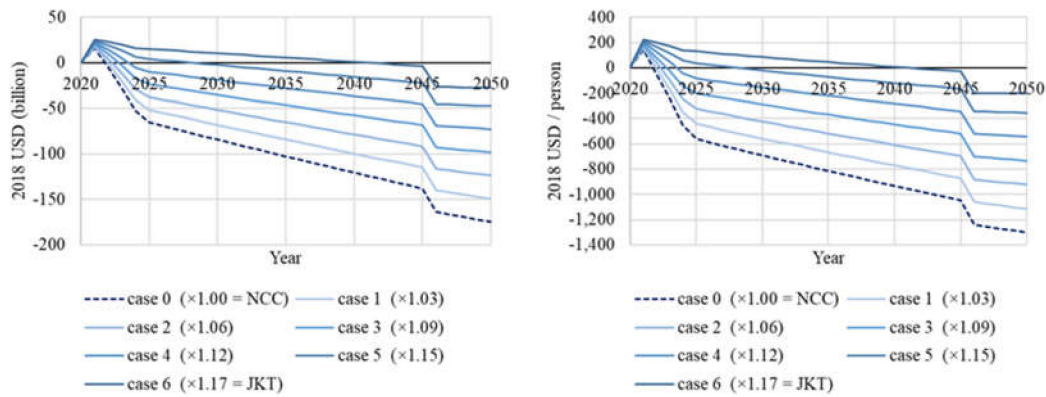 50
0
-50
-100
-150
-200
2018 USD (billion)
2020 2025 2030 2035 2040 2045 2050
Year
case 0 (×1.00 = NCC) case 1 (×1.03)
case 2 (×1.06) case 3 (×1.09)
case 4 (×1.12) case 5 (×1.15)
case 6 (×1.17 = JKT)
400
200
0
-200
-400
-600
-800
-1,000
-1,200
-1,400
2018 USD / person
2020 2025 2030 2035 2040 2045 2050
Year
case 0 (×1.00 = NCC) case 1 (×1.03)
case 2 (×1.06) case 3 (×1.09)
case 4 (×1.12) case 5 (×1.15)
case 6 (×1.17 = JKT)